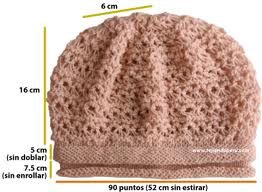 6 cm
16 cm
5 cm
(sin doblar)
7.5 cm
(sin enrollar)
90 puntos (52 cm sin estirar)